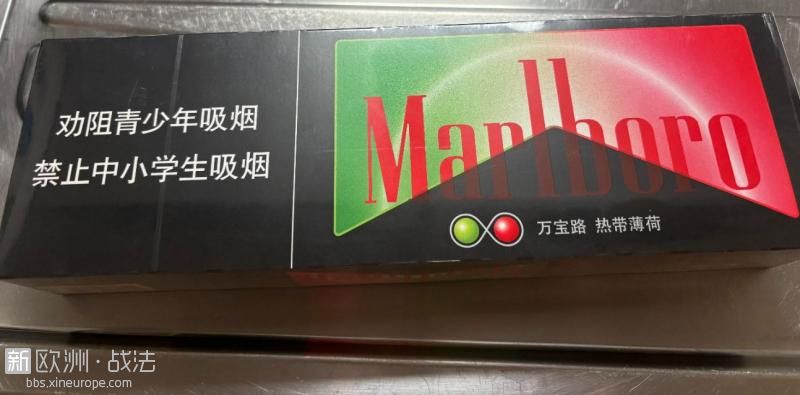 劝阻青少年吸烟
禁止中小学生吸烟
Marlboro
万宝路 热带薄荷
新欧洲·战法
bbs.xineurope.com